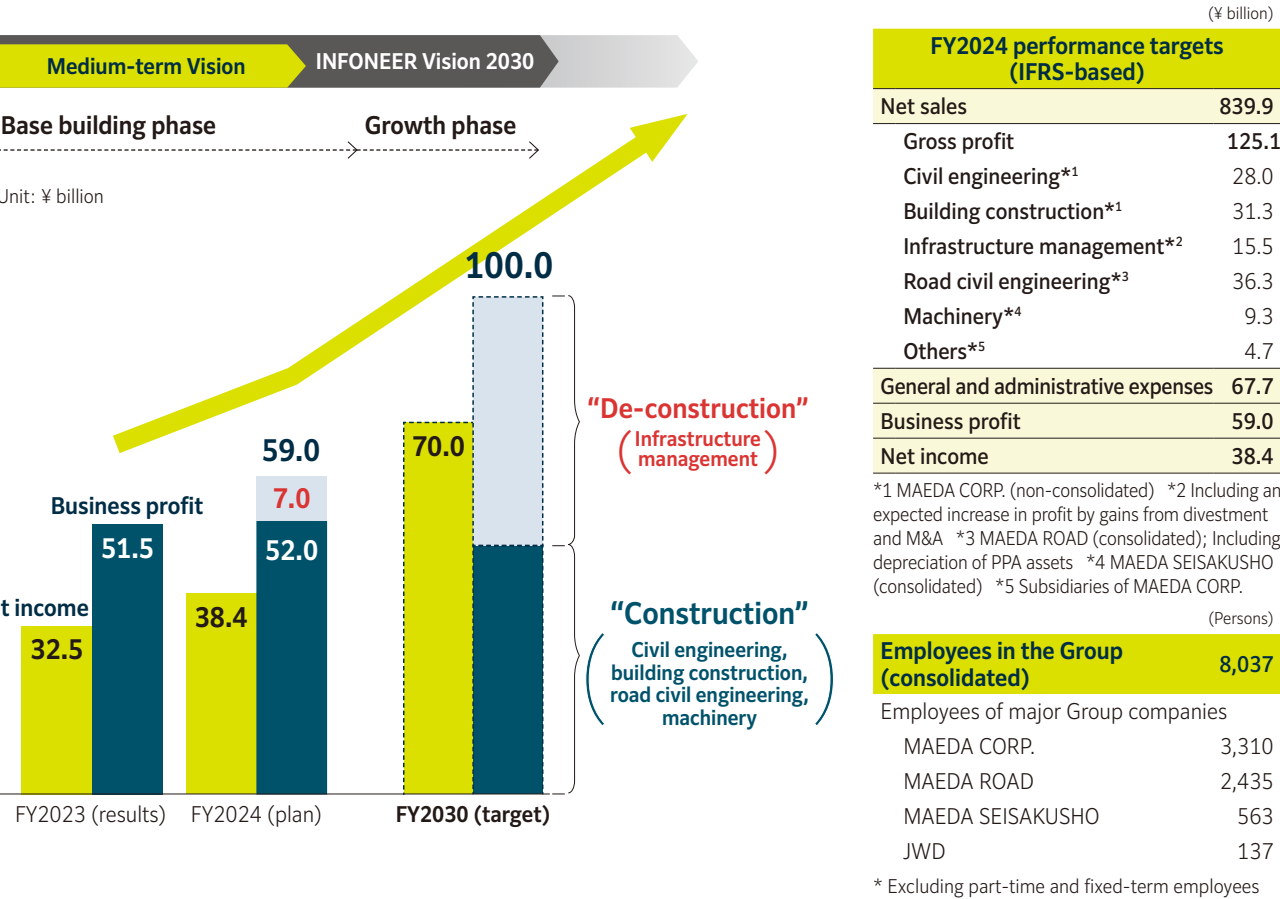 Medium-term Vision
INFONEER Vision 2030
Base building phase
Growth phase
Unit: ¥ billion
100.0
"De-construction"
(Infrastructure
management)
70.0
59.0
7.0
52.0
Business profit
51.5
t income
32.5
38.4
"Construction"
(Civil engineering,
building construction,
road civil engineering,
machinery)
FY2023 (results)
FY2024 (plan)
FY2030 (target)
(¥ billion)
FY2024 performance targets
(IFRS-based)
Net sales 839.9
Gross profit 125.1
Civil engineering*1 28.0
Building construction*1 31.3
Infrastructure management*2 15.5
Road civil engineering*3 36.3
Machinery*4 9.3
Others*5 4.7
General and administrative expenses 67.7
Business profit 59.0
Net income 38.4
*1 MAEDA CORP. (non-consolidated) *2 Including an
expected increase in profit by gains from divestment
and M&A *3 MAEDA ROAD (consolidated); Including
depreciation of PPA assets *4 MAEDA SEISAKUSHO
(consolidated) *5 Subsidiaries of MAEDA CORP.
(Persons)
Employees in the Group
(consolidated) 8,037
Employees of major Group companies
MAEDA CORP. 3,310
MAEDA ROAD 2,435
MAEDA SEISAKUSHO 563
JWD 137
* Excluding part-time and fixed-term employees